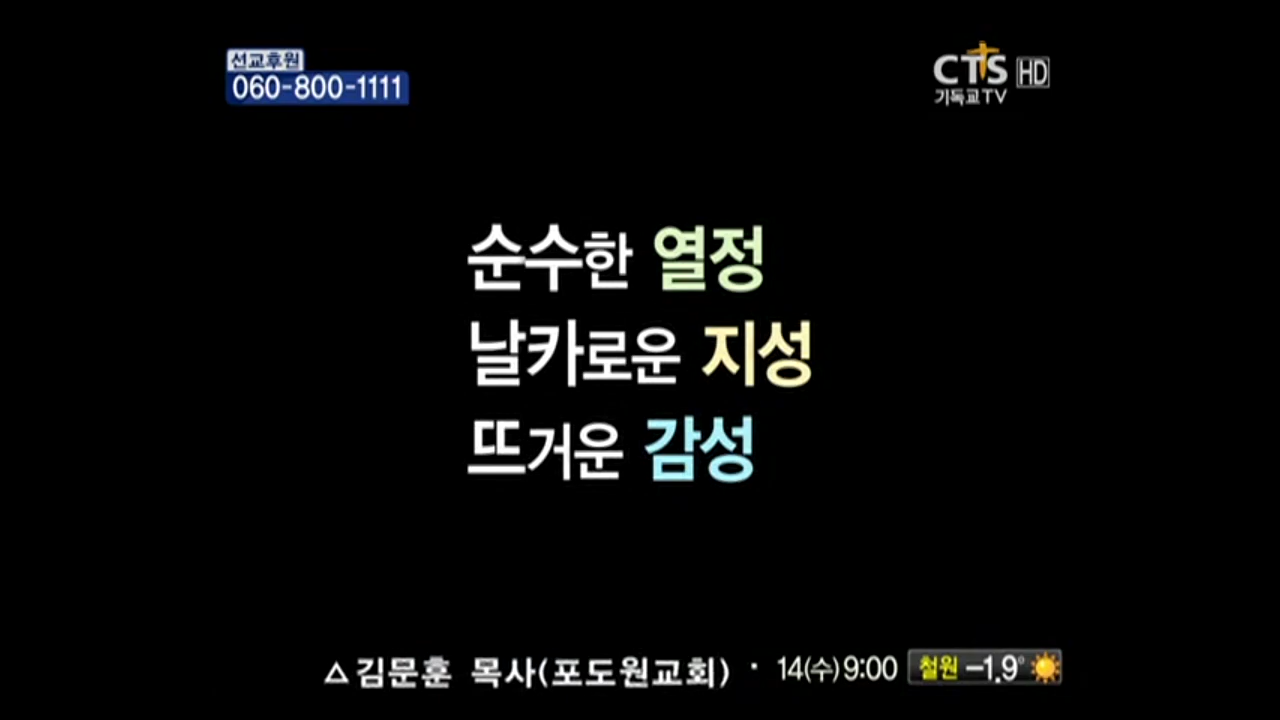 선교후원
060-800-1111
CTS HD
기독교TV
순수한 열정
날카로운 지성
뜨거운 감성
△김문훈 목사(포도원교회) · 14(수) 9:00 철원 -1.9°